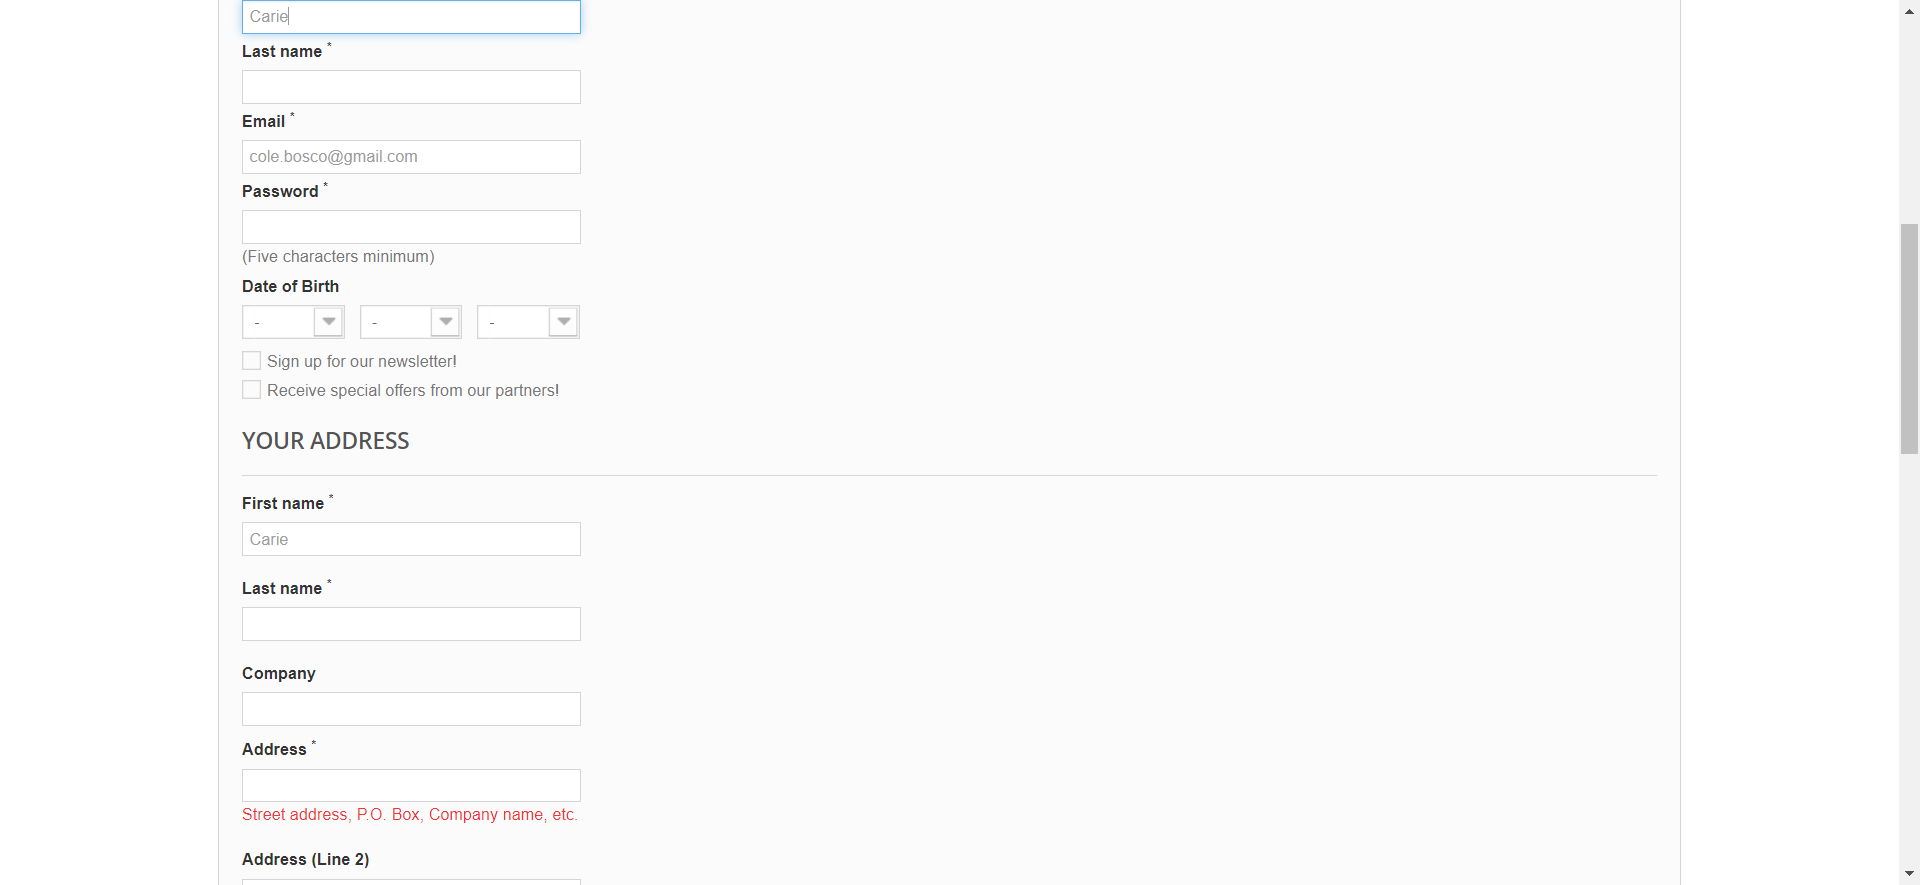 Carie
Last name *
Email *
cole.bosco@gmail.com
Password *
(Five characters minimum)
Date of Birth
- - -
Sign up for our newsletter!
Receive special offers from our partners!
YOUR ADDRESS
First name *
Carie
Last name *
Company
Address *
Street address, P.O. Box, Company name, etc.
Address (Line 2)